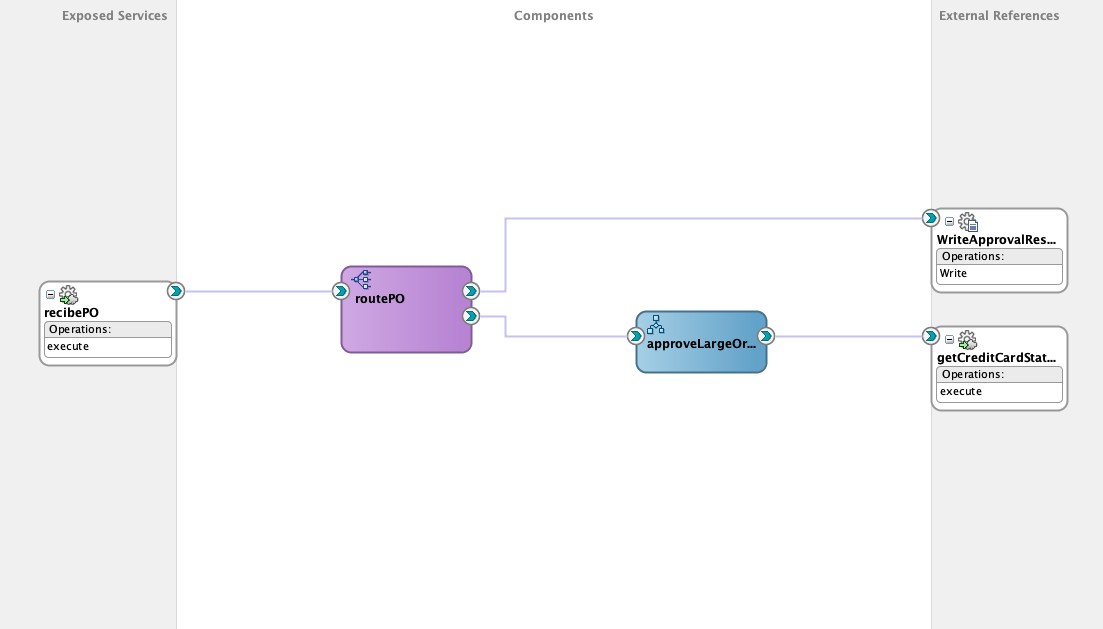 Exposed Services
Components
External References
recibePO
Operations:
execute
routePO
approveLargeOr...
WriteApprovalRes...
Operations:
Write
getCreditCardStat...
Operations:
execute